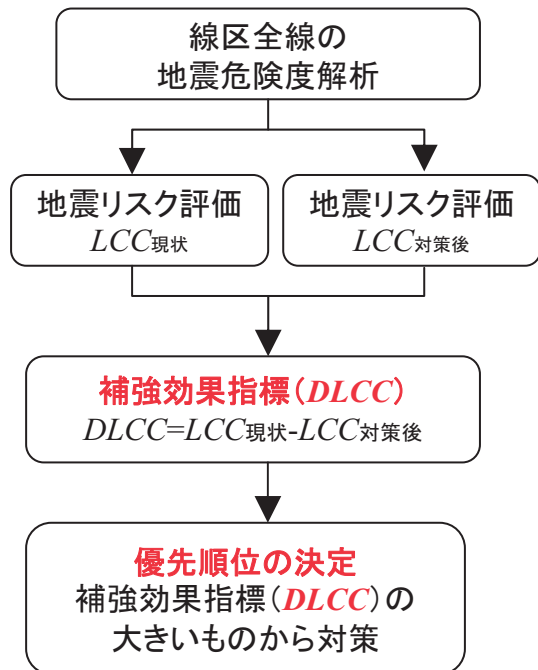 線区全線の
地震危険度解析
地震リスク評価
LCC現状
地震リスク評価
LCC対策後
補強効果指標(DLCC)
DLCC=LCC現状-LCC対策後
優先順位の決定
補強効果指標(DLCC)の
大きいものから対策